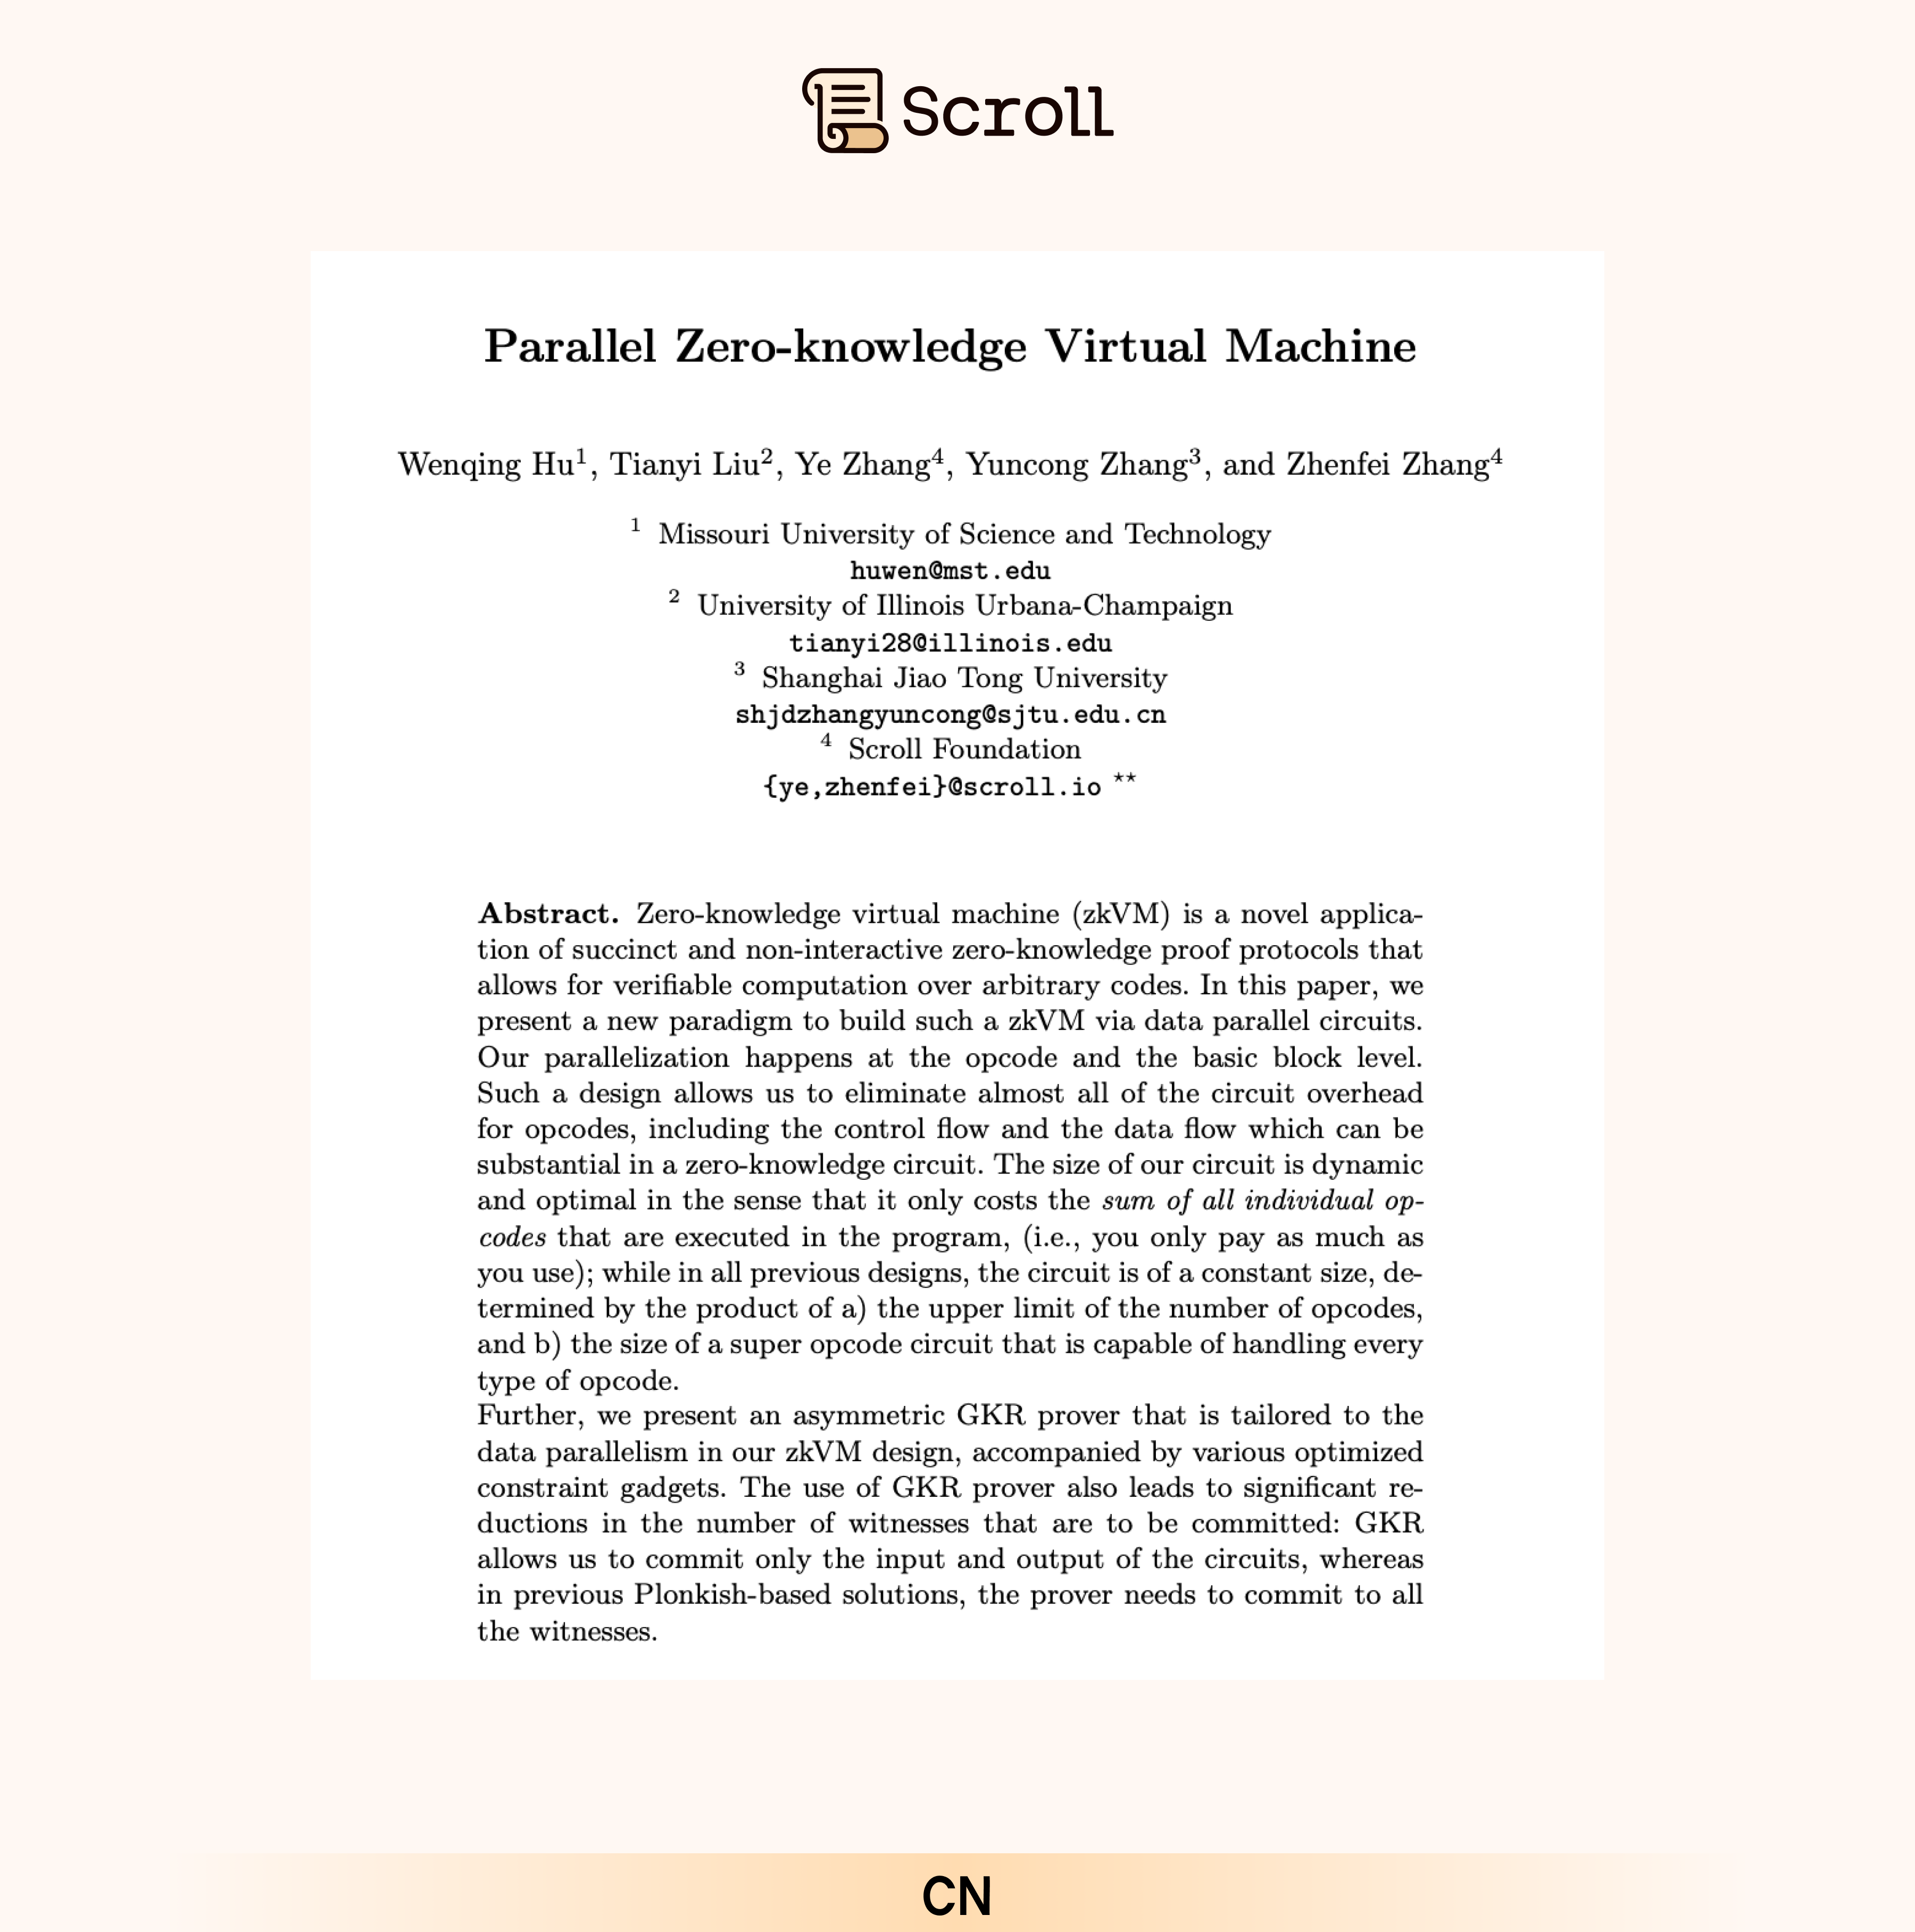 Scroll
Parallel Zero-knowledge Virtual Machine
Wenqing Hu1, Tianyi Liu2, Ye Zhang4, Yuncong Zhang3, and Zhenfei Zhang4
1 Missouri University of Science and Technology
huwen@mst.edu
2 University of Illinois Urbana-Champaign
tianyi28@illinois.edu
3 Shanghai Jiao Tong University
shjdzhangyuncong@sjtu.edu.cn
4 Scroll Foundation
{ye,zhenfei}@scroll.io **
Abstract. Zero-knowledge virtual machine (zkVM) is a novel applica-
tion of succinct and non-interactive zero-knowledge proof protocols that
allows for verifiable computation over arbitrary codes. In this paper, we
present a new paradigm to build such a zkVM via data parallel circuits.
Our parallelization happens at the opcode and the basic block level.
Such a design allows us to eliminate almost all of the circuit overhead
for opcodes, including the control flow and the data flow which can be
substantial in a zero-knowledge circuit. The size of our circuit is dynamic
and optimal in the sense that it only costs the sum of all individual op-
codes that are executed in the program, (i.e., you only pay as much as
you use); while in all previous designs, the circuit is of a constant size, de-
termined by the product of a) the upper limit of the number of opcodes,
and b) the size of a super opcode circuit that is capable of handling every
type of opcode.
Further, we present an asymmetric GKR prover that is tailored to the
data parallelism in our zkVM design, accompanied by various optimized
constraint gadgets. The use of GKR prover also leads to significant re-
ductions in the number of witnesses that are to be committed: GKR
allows us to commit only the input and output of the circuits, whereas
in previous Plonkish-based solutions, the prover needs to commit to all
the witnesses.
CN